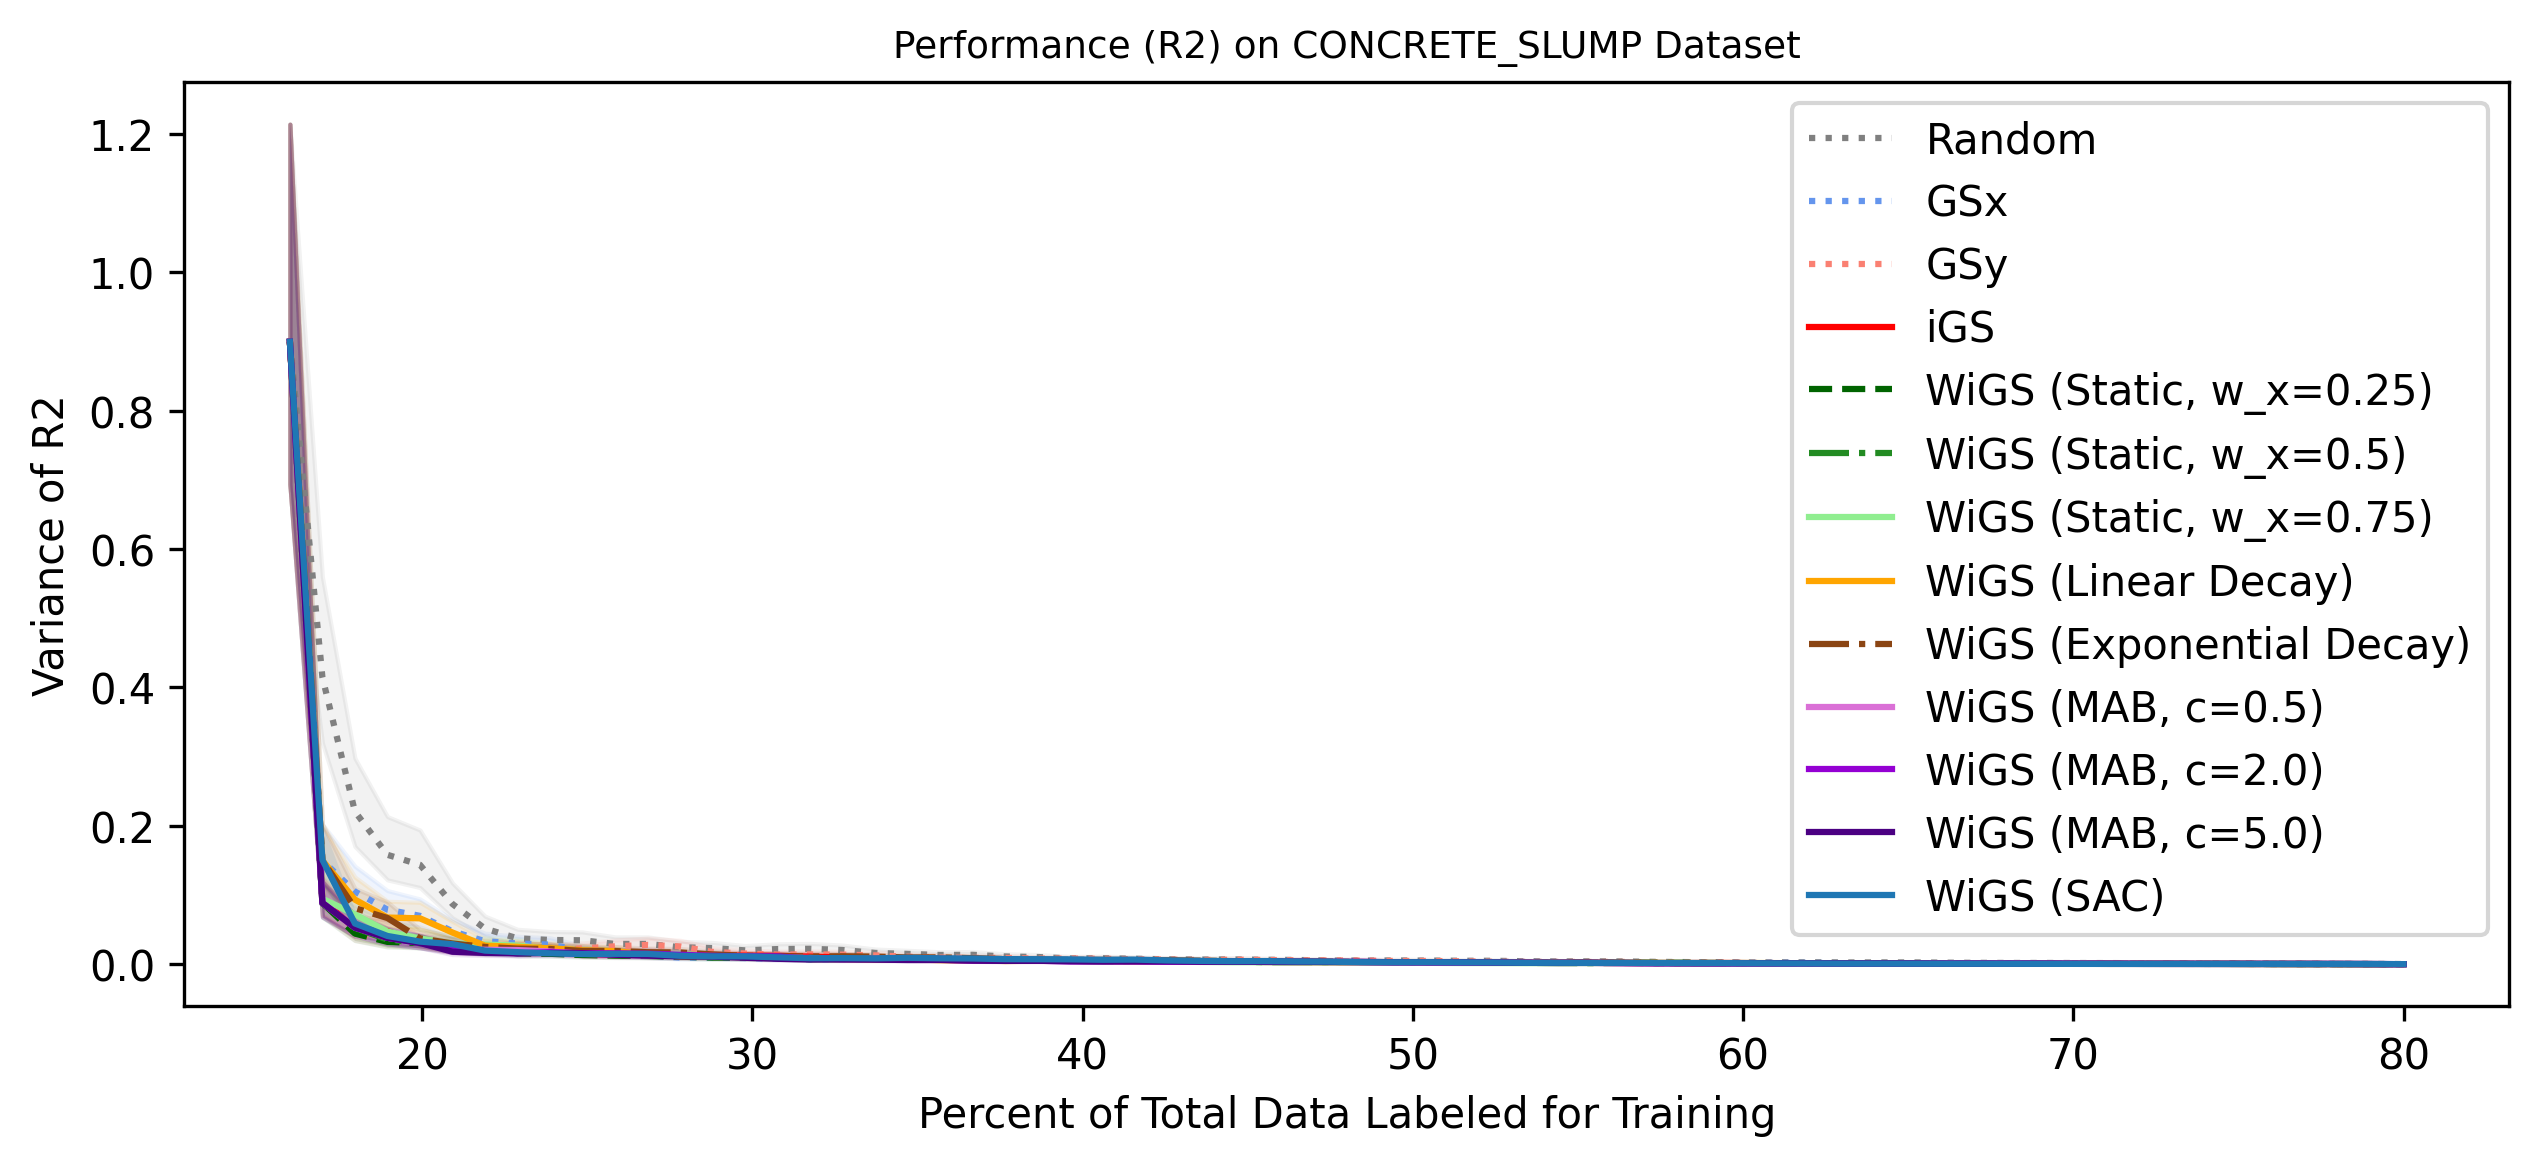 Performance (R2) on CONCRETE_SLUMP Dataset
Variance of R2
1.2
1.0
0.8
0.6
0.4
0.2
0.0
20 30 40 50 60 70 80
Percent of Total Data Labeled for Training
Random
GSx
GSy
iGS
WiGS (Static, w_x=0.25)
WiGS (Static, w_x=0.5)
WiGS (Static, w_x=0.75)
WiGS (Linear Decay)
WiGS (Exponential Decay)
WiGS (MAB, c=0.5)
WiGS (MAB, c=2.0)
WiGS (MAB, c=5.0)
WiGS (SAC)